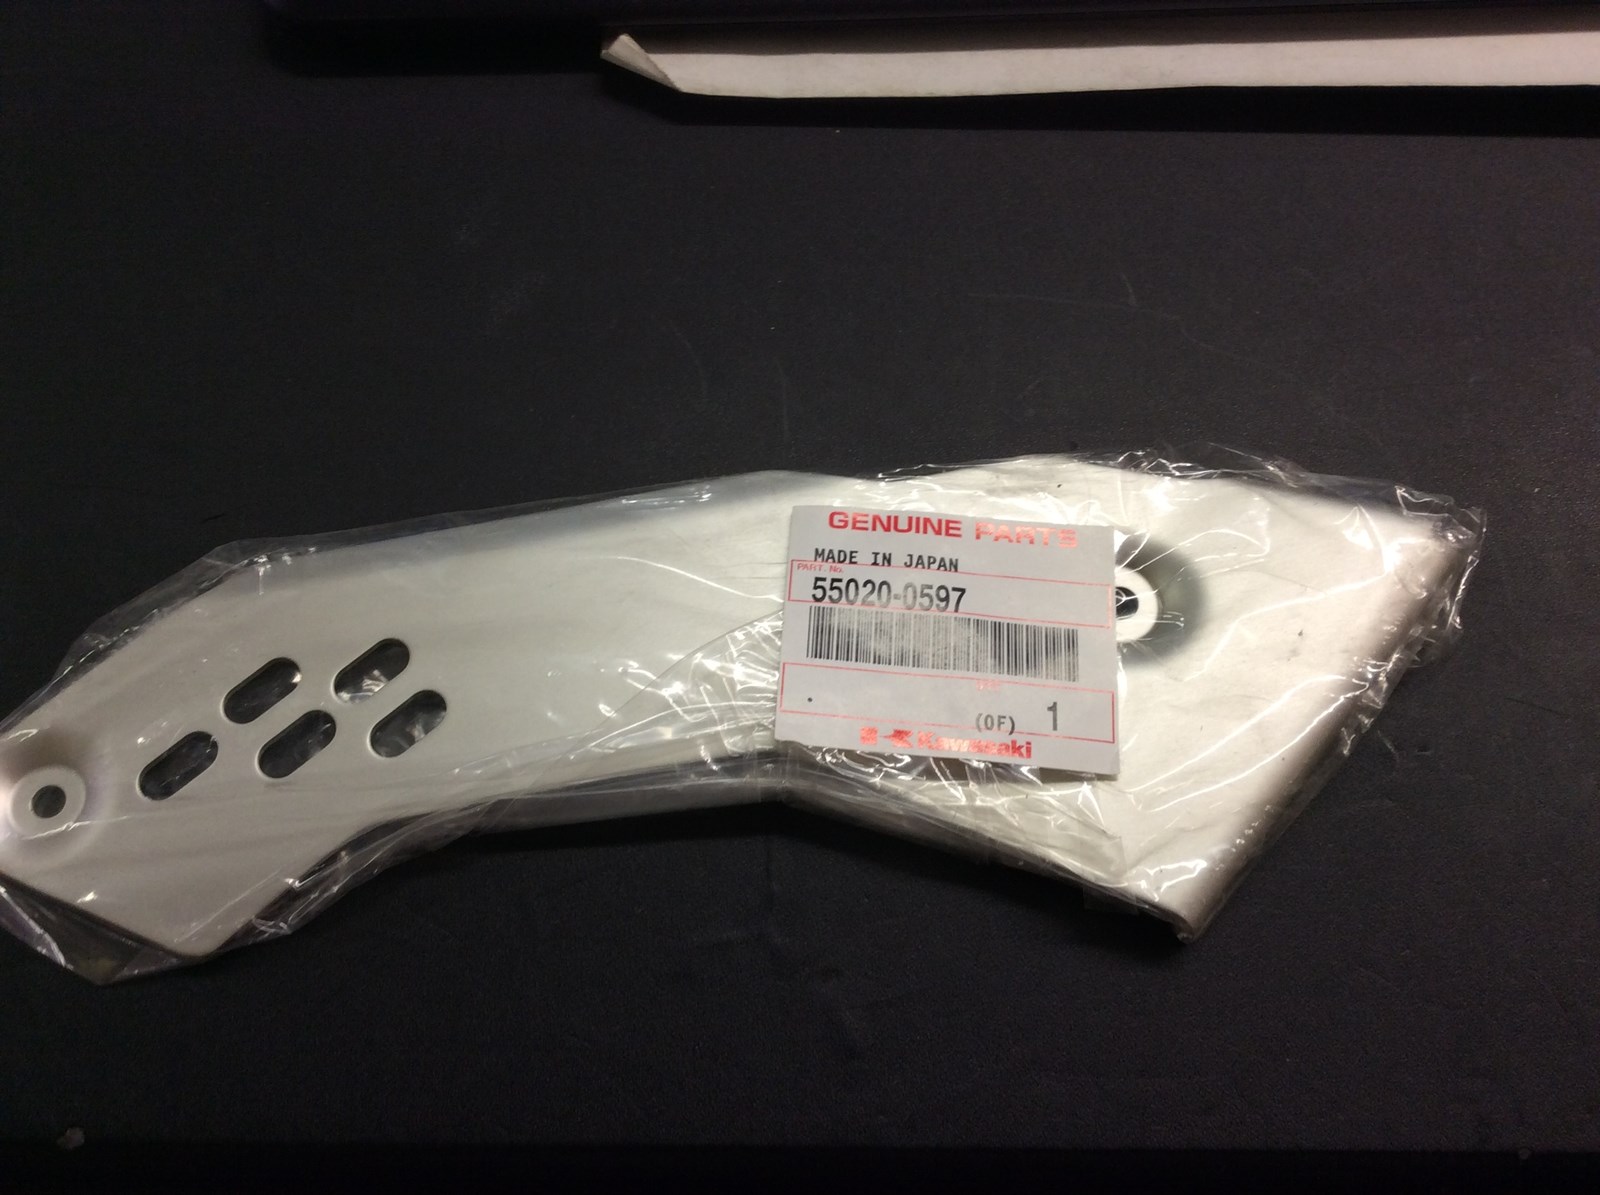 GENUINE PARTS
MADE IN JAPAN
PART. No.
55020-0597
(OF) 1
Kawasaki